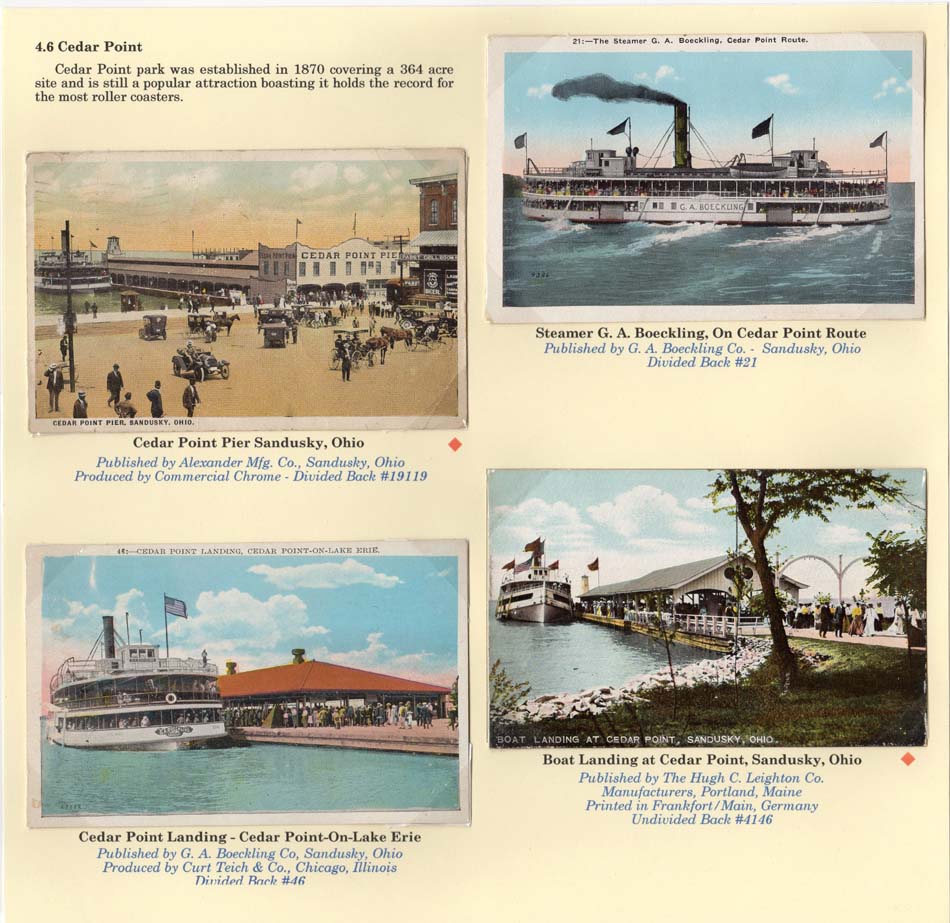 4.6 Cedar Point
Cedar Point park was established in 1870 covering a 364 acre
site and is still a popular attraction boasting it holds the record for
the most roller coasters.
21:—The Steamer G. A. Boeckling, Cedar Point Route.
G. A. BOECKLING
Steamer G. A. Boeckling, On Cedar Point Route
Published by G. A. Boeckling Co. - Sandusky, Ohio
Divided Back #21
CEDAR POINT PIER
BEER
CEDAR POINT PIER, SANDUSKY, OHIO.
Cedar Point Pier Sandusky, Ohio
Published by Alexander Mfg. Co., Sandusky, Ohio
Produced by Commercial Chrome - Divided Back #19119
46:—CEDAR POINT LANDING, CEDAR POINT-ON-LAKE ERIE.
Cedar Point Landing - Cedar Point-On-Lake Erie
Published by G. A. Boeckling Co, Sandusky, Ohio
Produced by Curt Teich & Co., Chicago, Illinois
Divided Back #46
BOAT LANDING AT CEDAR POINT, SANDUSKY, OHIO.
Boat Landing at Cedar Point, Sandusky, Ohio
Published by The Hugh C. Leighton Co.
Manufacturers, Portland, Maine
Printed in Frankfort/Main, Germany
Undivided Back #4146